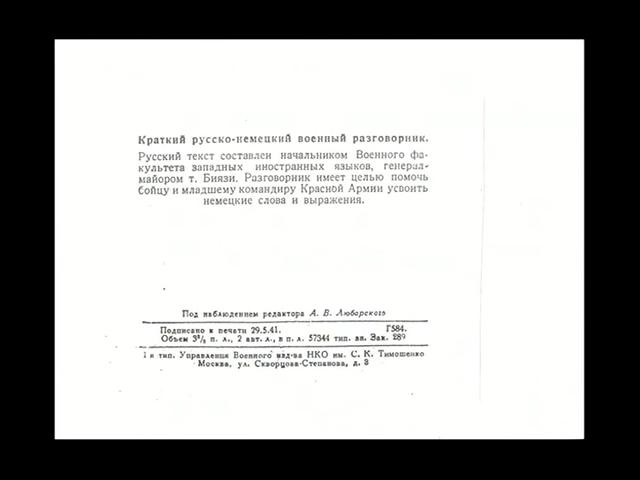 Краткий русско-немецкий военный разговорник.
Русский текст составлен начальником Военного фа-
культета западных иностранных языков, генерал-
майором т. Биязи. Разговорник имеет целью помочь
бойцу и младшему командиру Красной Армии усвоить
немецкие слова и выражения.
Под наблюдением редактора А. В. Любарского
Подписано к печати 29.5.41. Г584.
Объем 3⅜ п. л., 2 авт. л., в п. л. 57344 тип. зн. Зак. 289
1 я тип. Управления Военного изд-ва НКО им. С. К. Тимошенко
Москва, ул. Скворцова-Степанова, д. 3